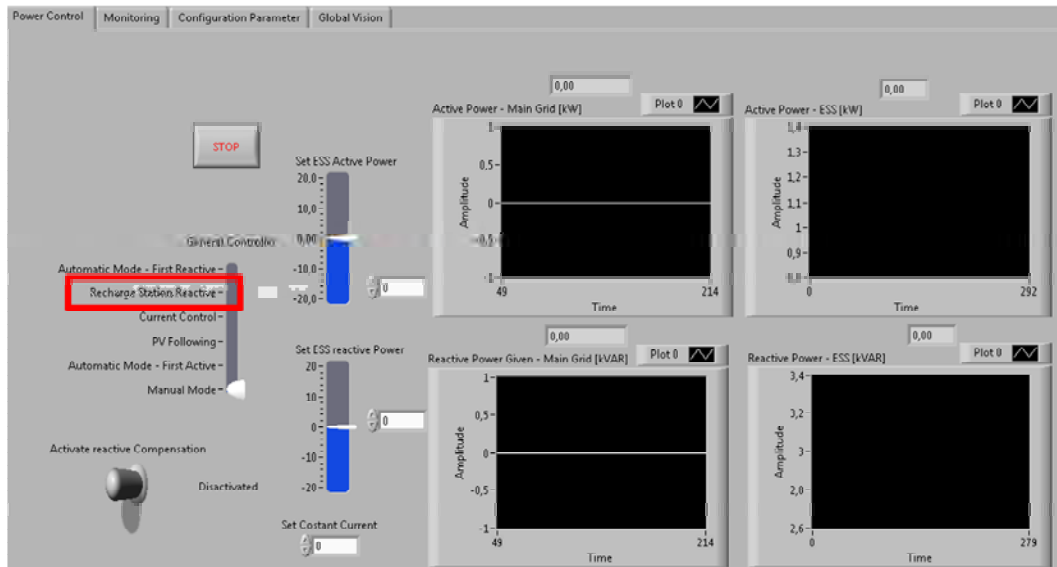 Power Control
Monitoring
Configuration Parameter
Global Vision
STOP
General Controller
Automatic Mode - First Reactive
Recharge Station Reactive
Current Control
PV Following
Automatic Mode - First Active
Manual Mode
Activate reactive Compensation
Disactivated
Set ESS Active Power
20,0
10,0
0,00
-10,0
-20,0
0
Set ESS reactive Power
20
10
0
-10
-20
0
Set Costant Current
0
0,00
Active Power - Main Grid [kW]
Plot 0
Amplitude
1
0,5
0
-0,5
-1
49
214
Time
0,00
Active Power - ESS [kW]
Plot 0
Amplitude
1,3
1,2
1,1
1
0,9
0
292
Time
0,00
Reactive Power Given - Main Grid [kVAR]
Plot 0
Amplitude
1
0,5
0
-0,5
-1
49
214
Time
0,00
Reactive Power - ESS [kVAR]
Plot 0
Amplitude
3,4
3,2
3
2,8
2,6
0
279
Time